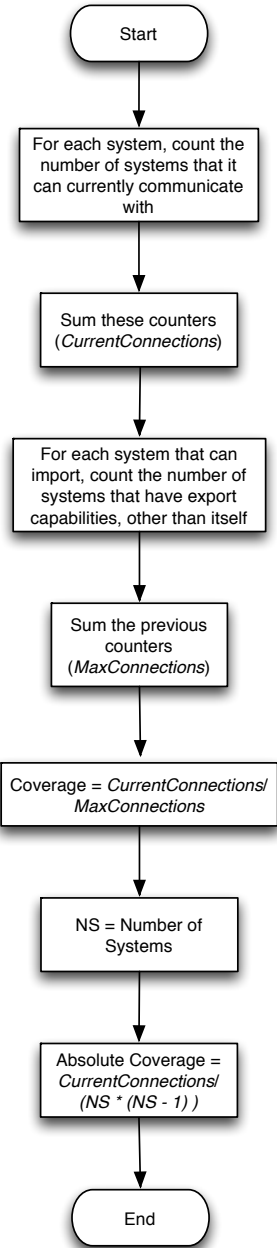 Start
For each system, count the
number of systems that it
can currently communicate
with
Sum these counters
(CurrentConnections)
For each system that can
import, count the number of
systems that have export
capabilities, other than itself
Sum the previous
counters
(MaxConnections)
Coverage = CurrentConnections/
MaxConnections
NS = Number of
Systems
Absolute Coverage =
CurrentConnections/
(NS * (NS - 1) )
End